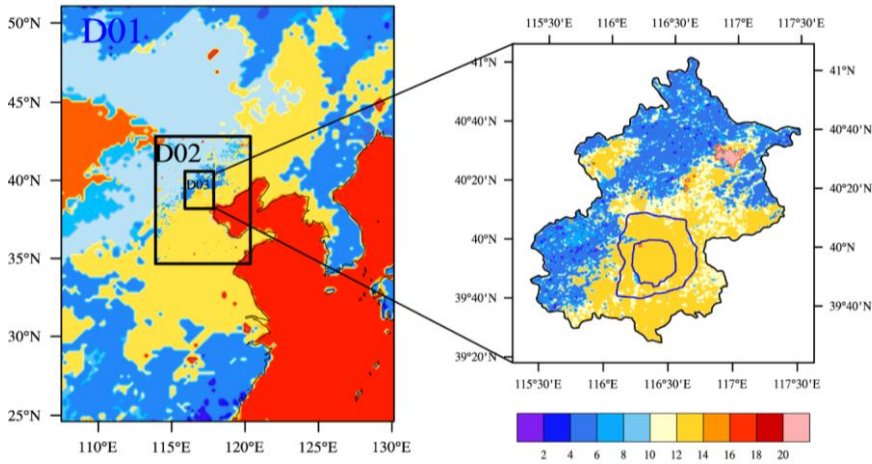 D01
D02
D03
50°N
45°N
40°N
35°N
30°N
25°N
110°E
115°E
120°E
125°E
130°E
115°30'E
116°E
116°30'E
117°E
117°30'E
41°N
40°40'N
40°20'N
40°N
39°40'N
39°20'N
41°N
40°40'N
40°20'N
40°N
39°40'N
115°30'E
116°E
116°30'E
117°E
117°30'E
2 4 6 8 10 12 14 16 18 20